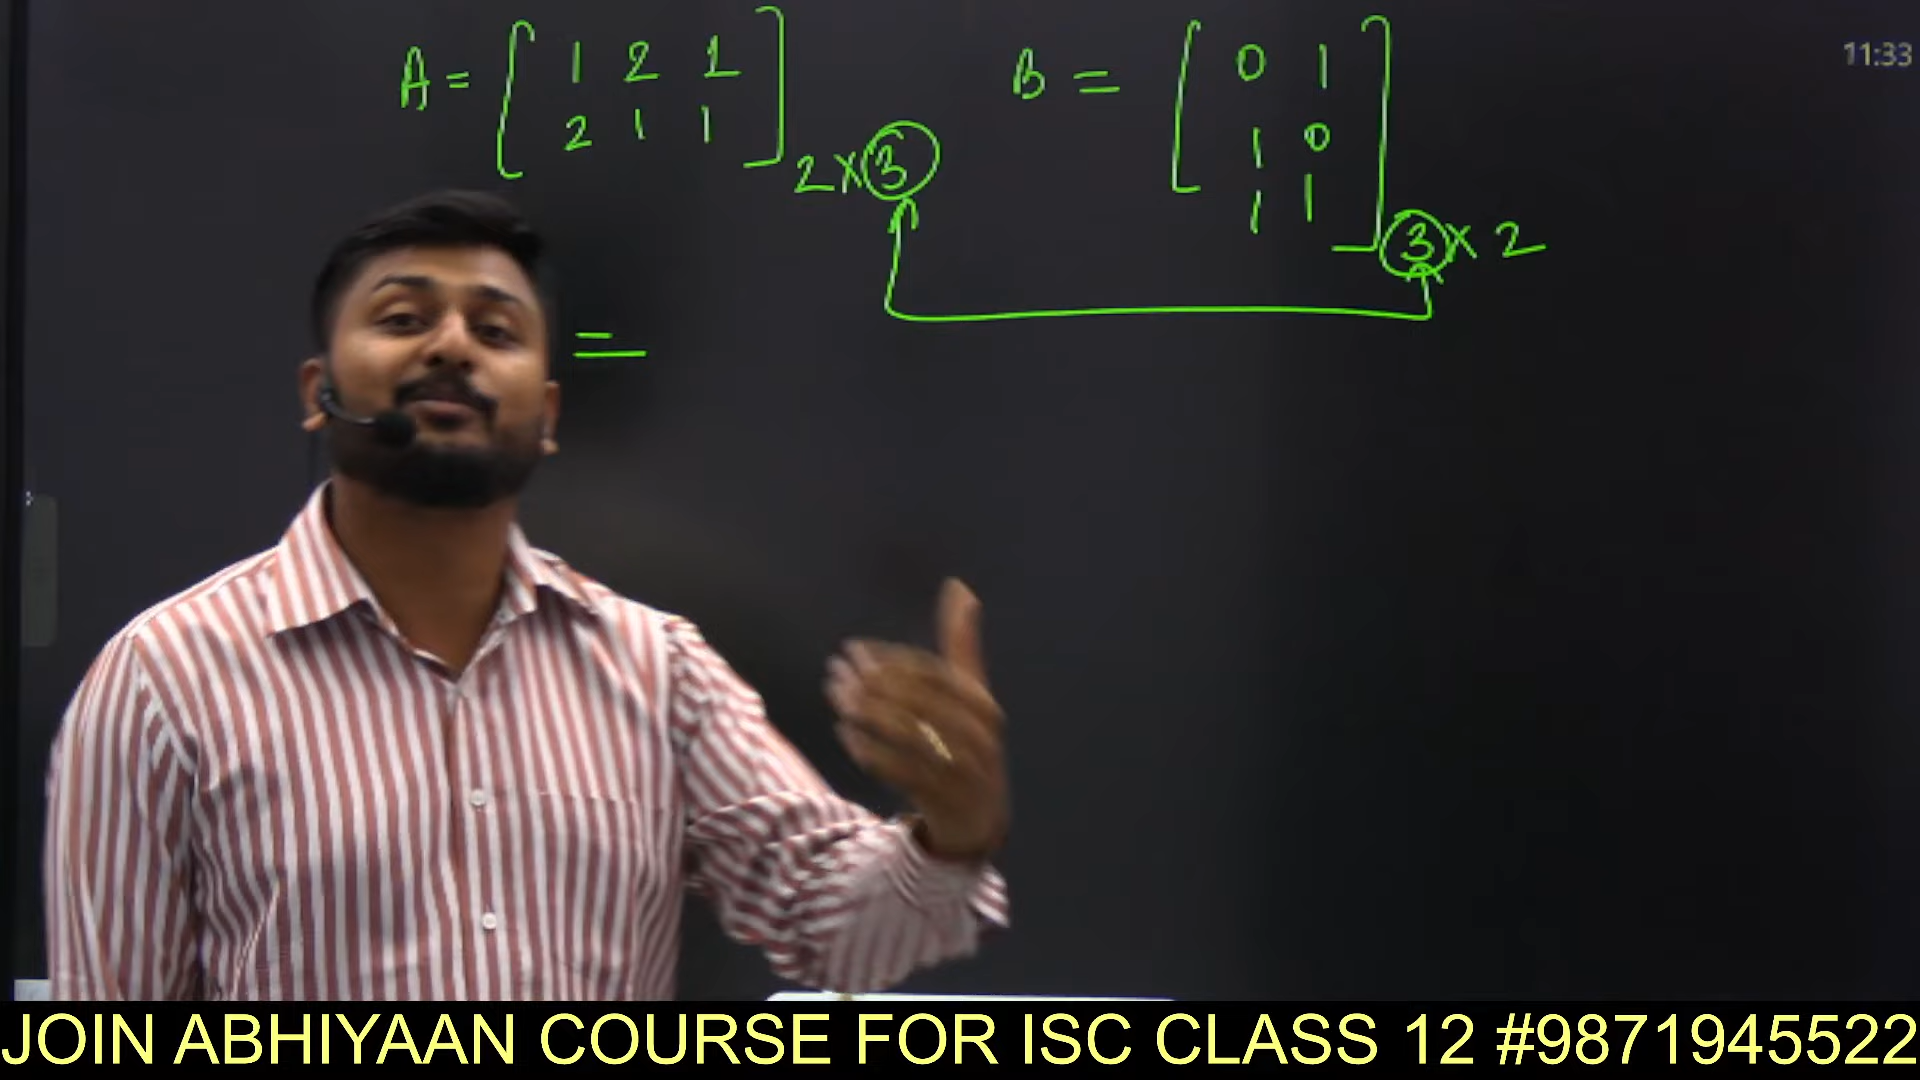 11:33
A = [ 1 2 1
2 1 1 ] 2×3
B = [ 0 1
1 0
1 1 ] 3×2
=
JOIN ABHIYAAN COURSE FOR ISC CLASS 12 #9871945522